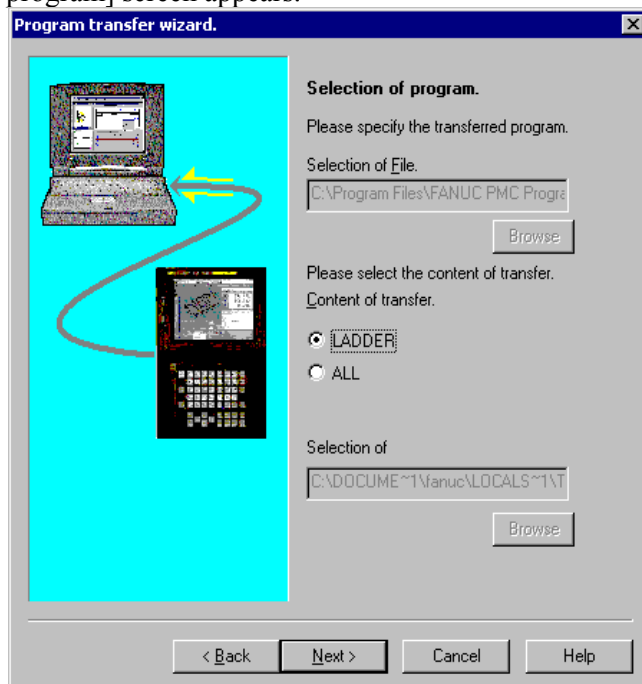 program] screen appears.
Program transfer wizard.
Selection of program.
Please specify the transferred program.
Selection of File.
C:\Program Files\FANUC PMC Progra
Browse
Please select the content of transfer.
Content of transfer.
LADDER
ALL
Selection of
C:\DOCUME~1\fanuc\LOCALS~1\T
Browse
< Back
Next >
Cancel
Help